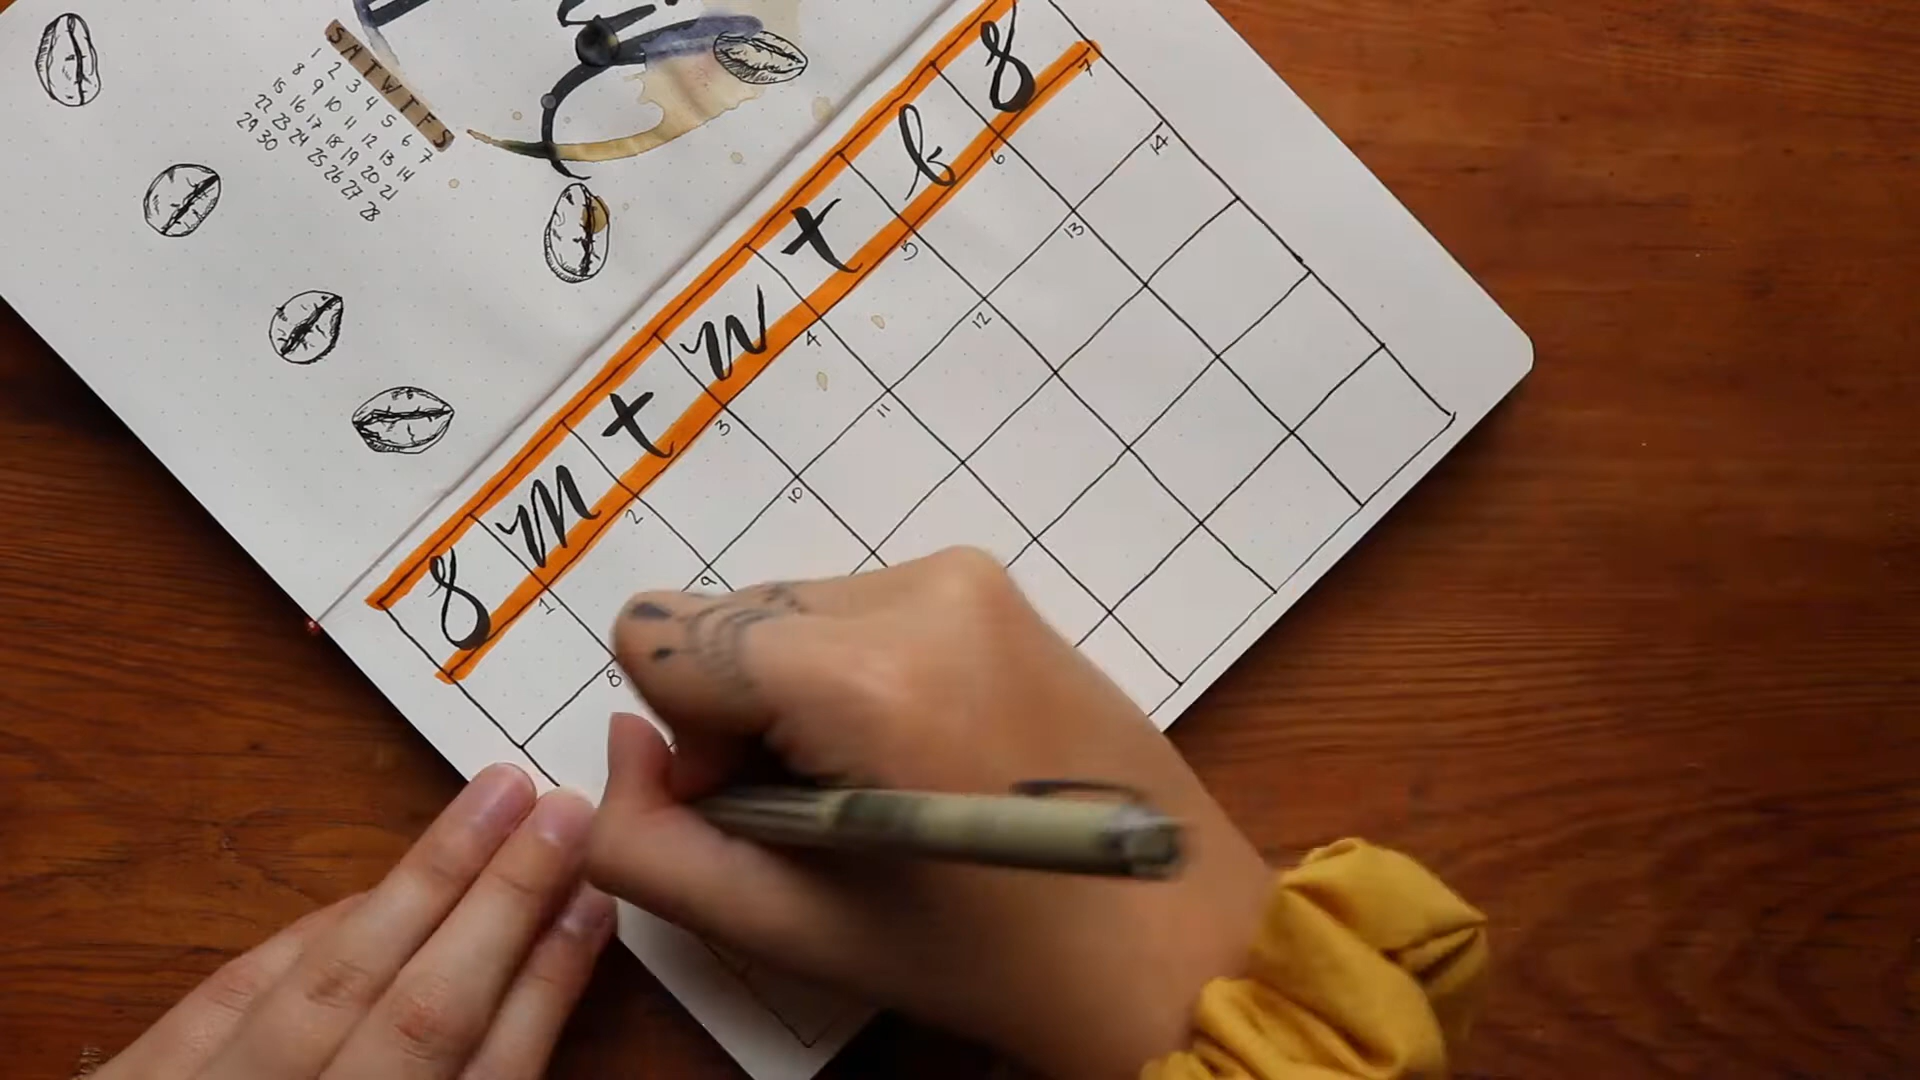 S M T W T F S
1 2 3 4 5 6 7
8 9 10 11 12 13 14
15 16 17 18 19 20 21
22 23 24 25 26 27 28
29 30
s m t w t f s
1 2 3 4 5 6 7
8 9 10 11 12 13 14